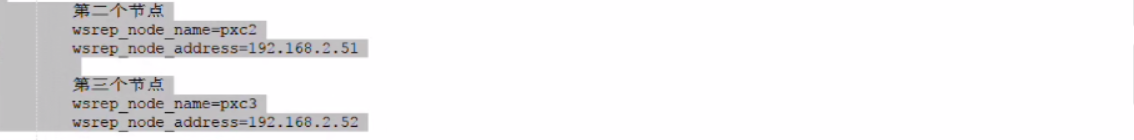 第二个节点
wsrep_node_name=pxc2
wsrep_node_address=192.168.2.51
第三个节点
wsrep_node_name=pxc3
wsrep_node_address=192.168.2.52